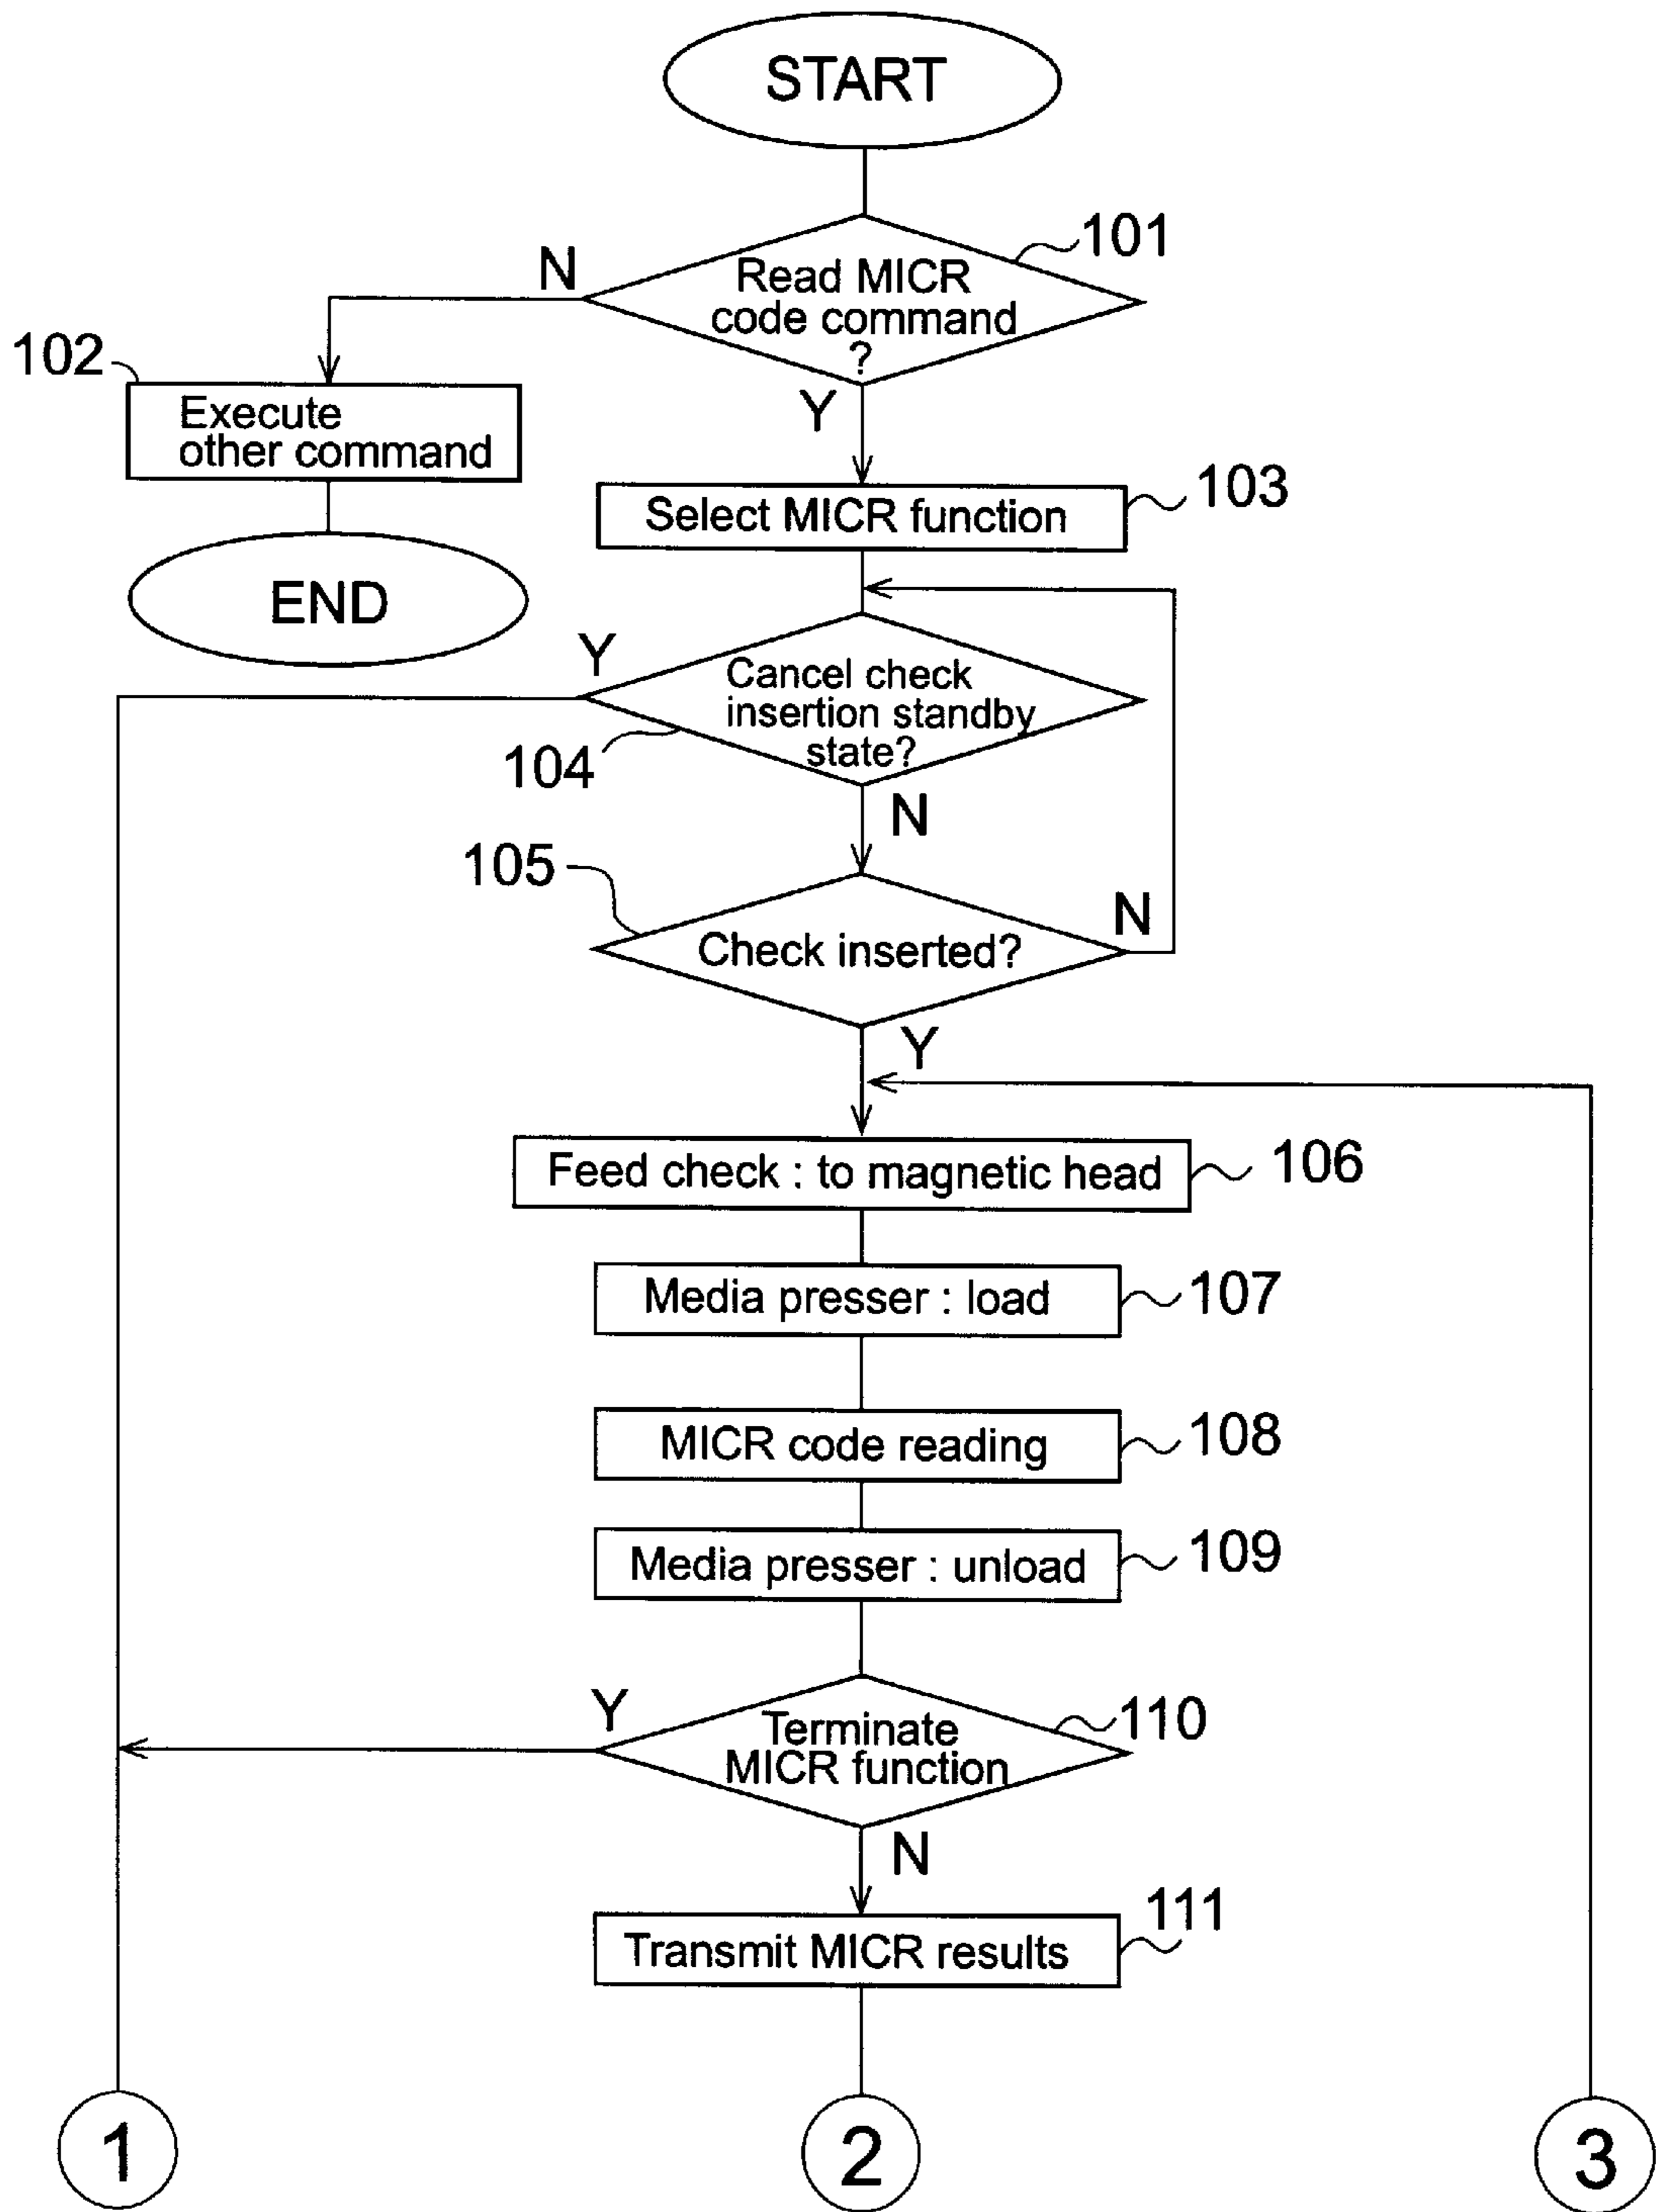 START
101
N
Read MICR
code command
?
102
Y
Execute
other command
103
Select MICR function
END
Y
Cancel check
insertion standby
state?
104
N
105
N
Check inserted?
Y
Feed check : to magnetic head
106
Media presser : load
107
MICR code reading
108
Media presser : unload
109
Y
Terminate
MICR function
110
N
111
Transmit MICR results
1
2
3